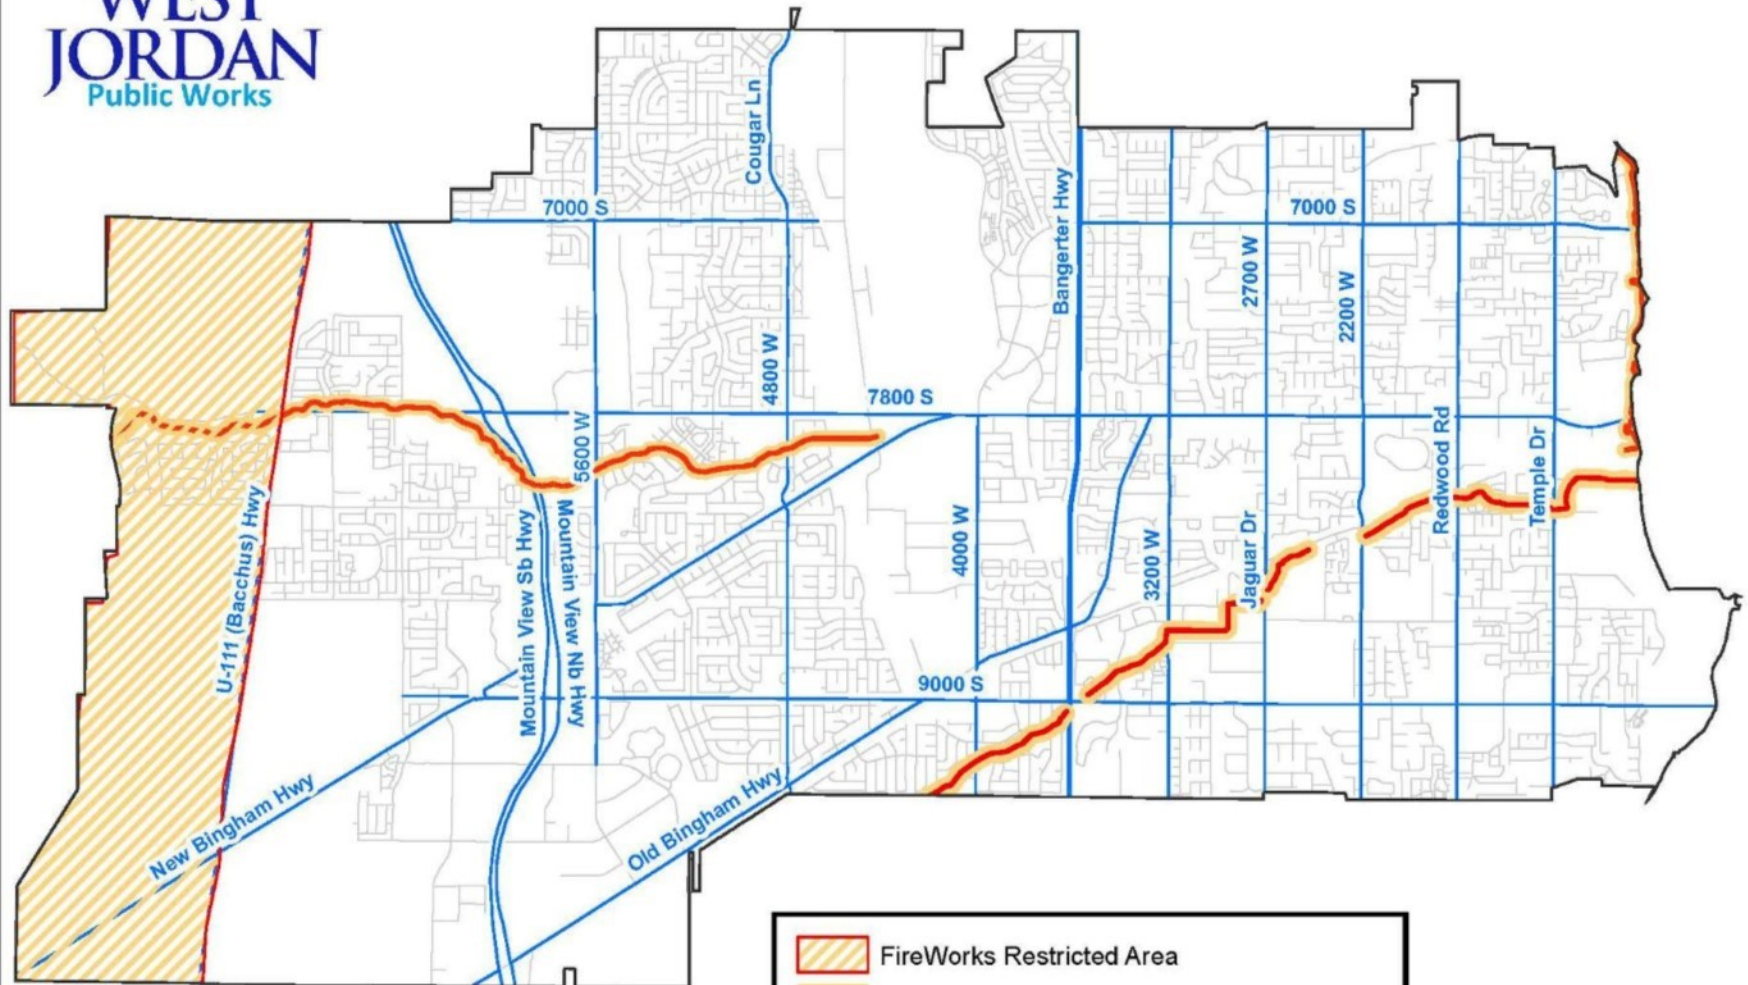 WEST
JORDAN
Public Works
Cougar Ln
7000 S
7000 S
Bangerter Hwy
2700 W
2200 W
4800 W
7800 S
5600 W
Redwood Rd
Temple Dr
U-111 (Bacchus) Hwy
Mountain View Sb Hwy
Mountain View Nb Hwy
4000 W
3200 W
Jaguar Dr
9000 S
New Bingham Hwy
Old Bingham Hwy
FireWorks Restricted Area